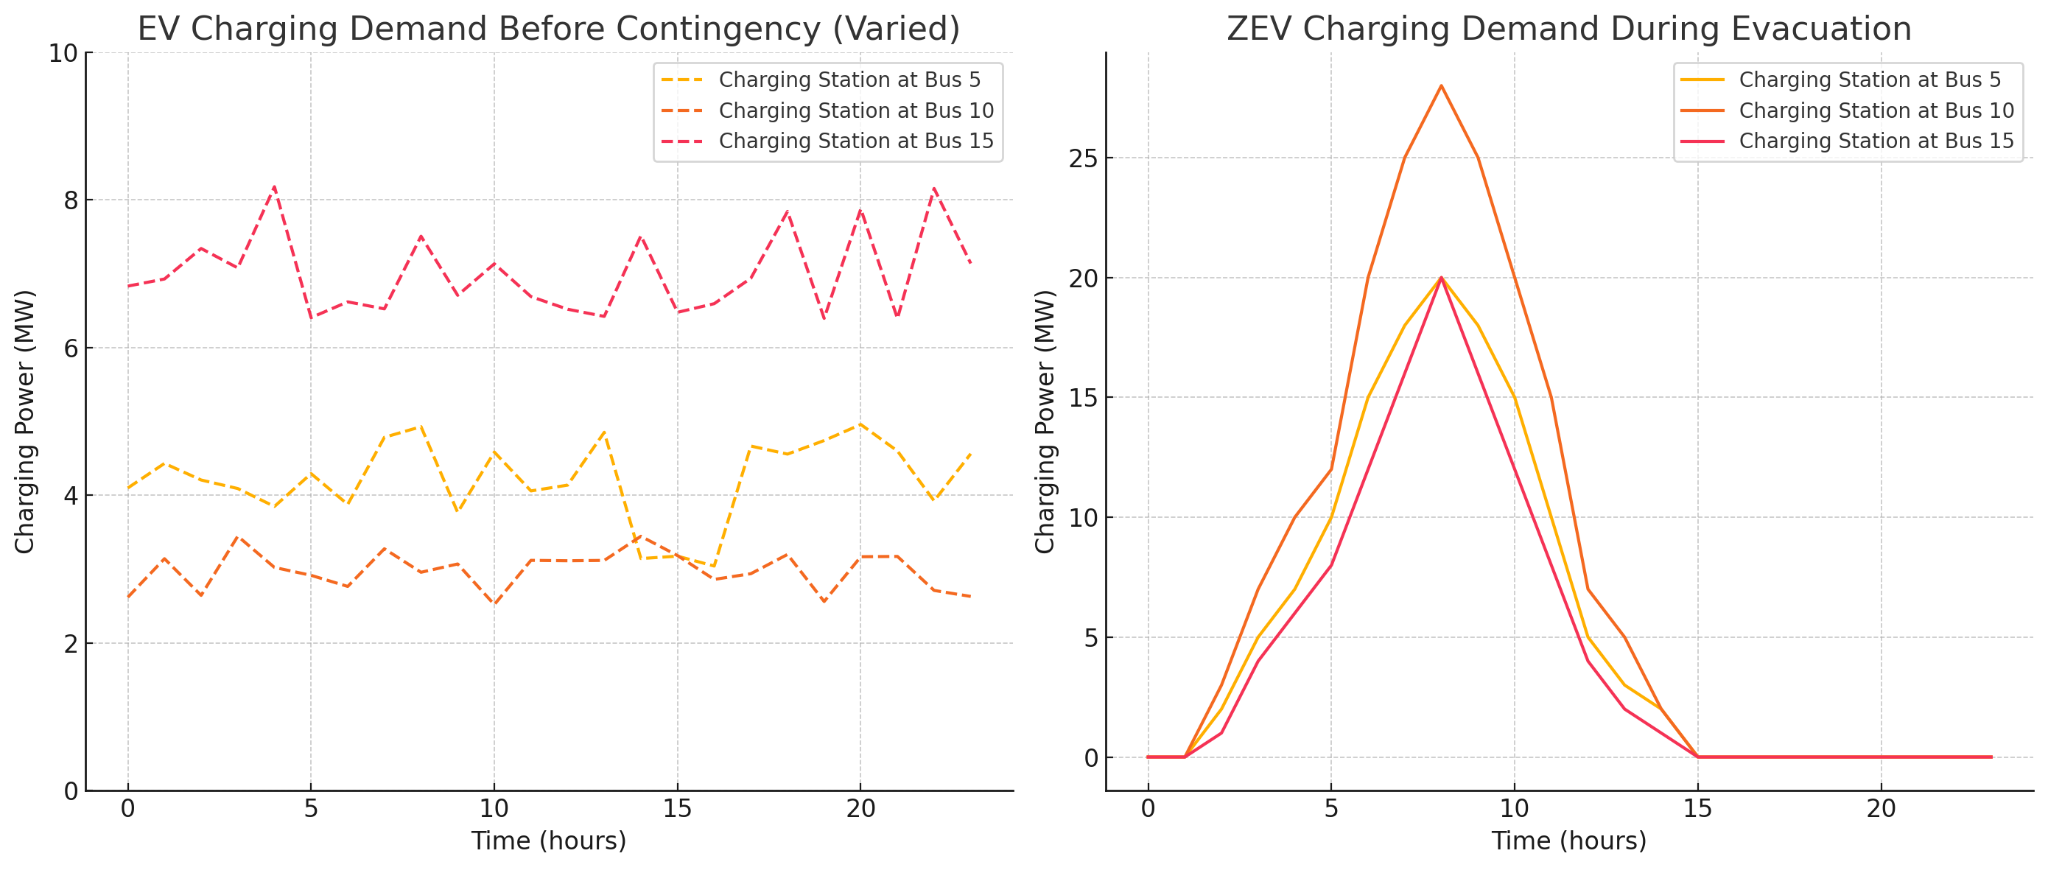 EV Charging Demand Before Contingency (Varied)
Charging Station at Bus 5
Charging Station at Bus 10
Charging Station at Bus 15
Charging Power (MW)
10
8
6
4
2
0
0 5 10 15 20
Time (hours)
ZEV Charging Demand During Evacuation
Charging Station at Bus 5
Charging Station at Bus 10
Charging Station at Bus 15
Charging Power (MW)
25
20
15
10
5
0
0 5 10 15 20
Time (hours)